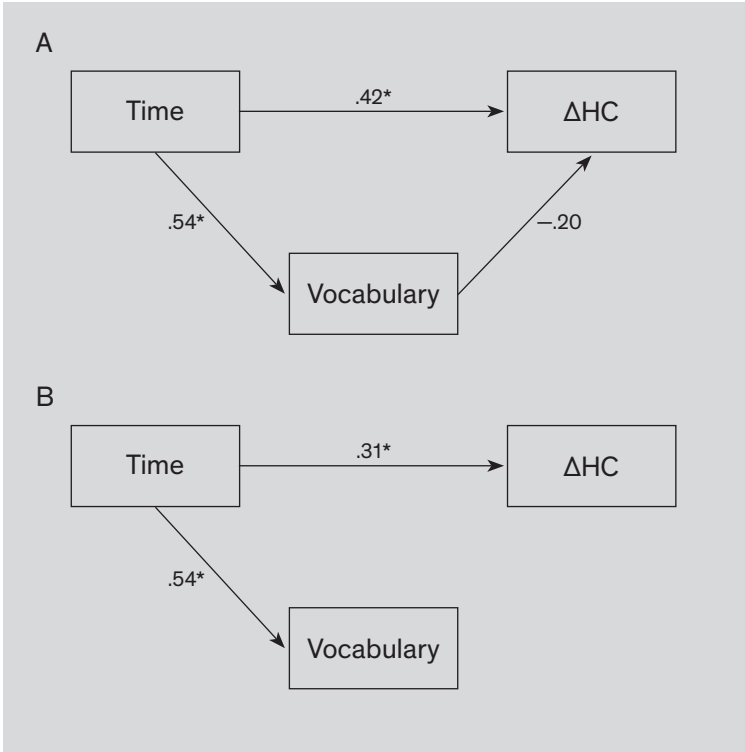 A
Time
.42*
ΔHC
.54*
—.20
Vocabulary
B
Time
.31*
ΔHC
.54*
Vocabulary